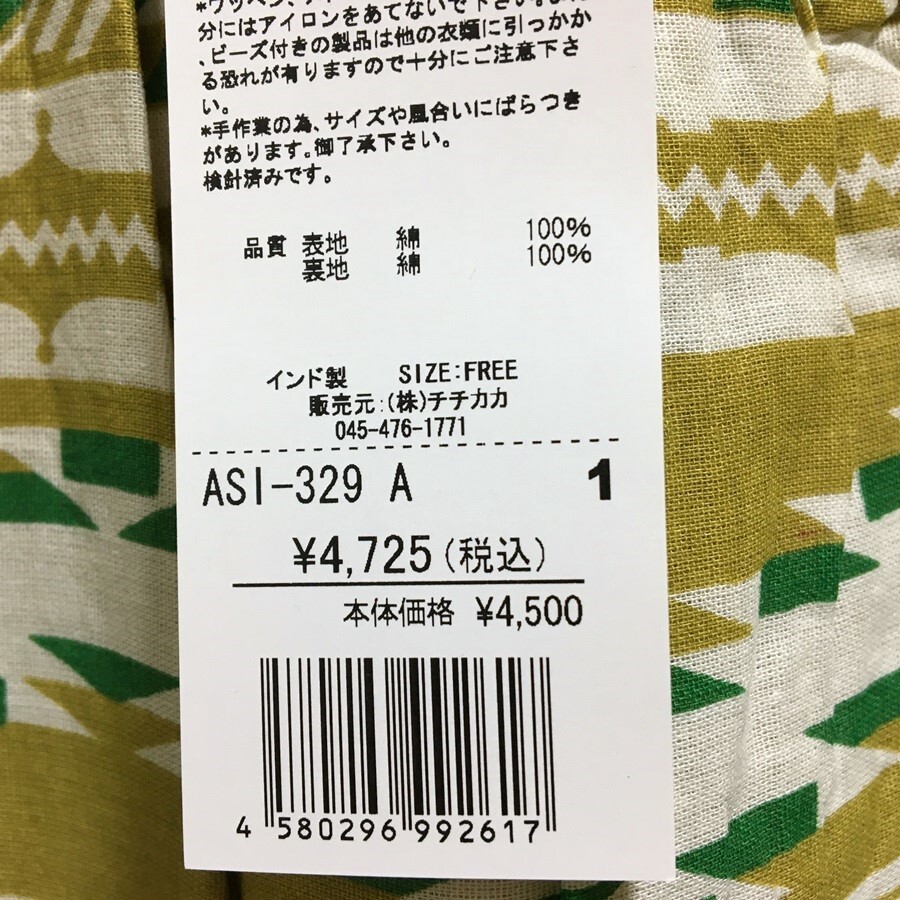 分にはアイロンをあてないで下さい。また
、ビーズ付きの製品は他の衣類に引っかか
る恐れが有りますので十分にご注意下さ
い。
*手作業の為、サイズや風合いにばらつき
があります。御了承下さい。
検針済みです。
品質 表地 綿 100%
裏地 綿 100%
インド製 SIZE:FREE
販売元:(株)チチカカ
045-476-1771
ASI-329 A 1
¥4,725(税込)
本体価格 ¥4,500
4 580296 992617